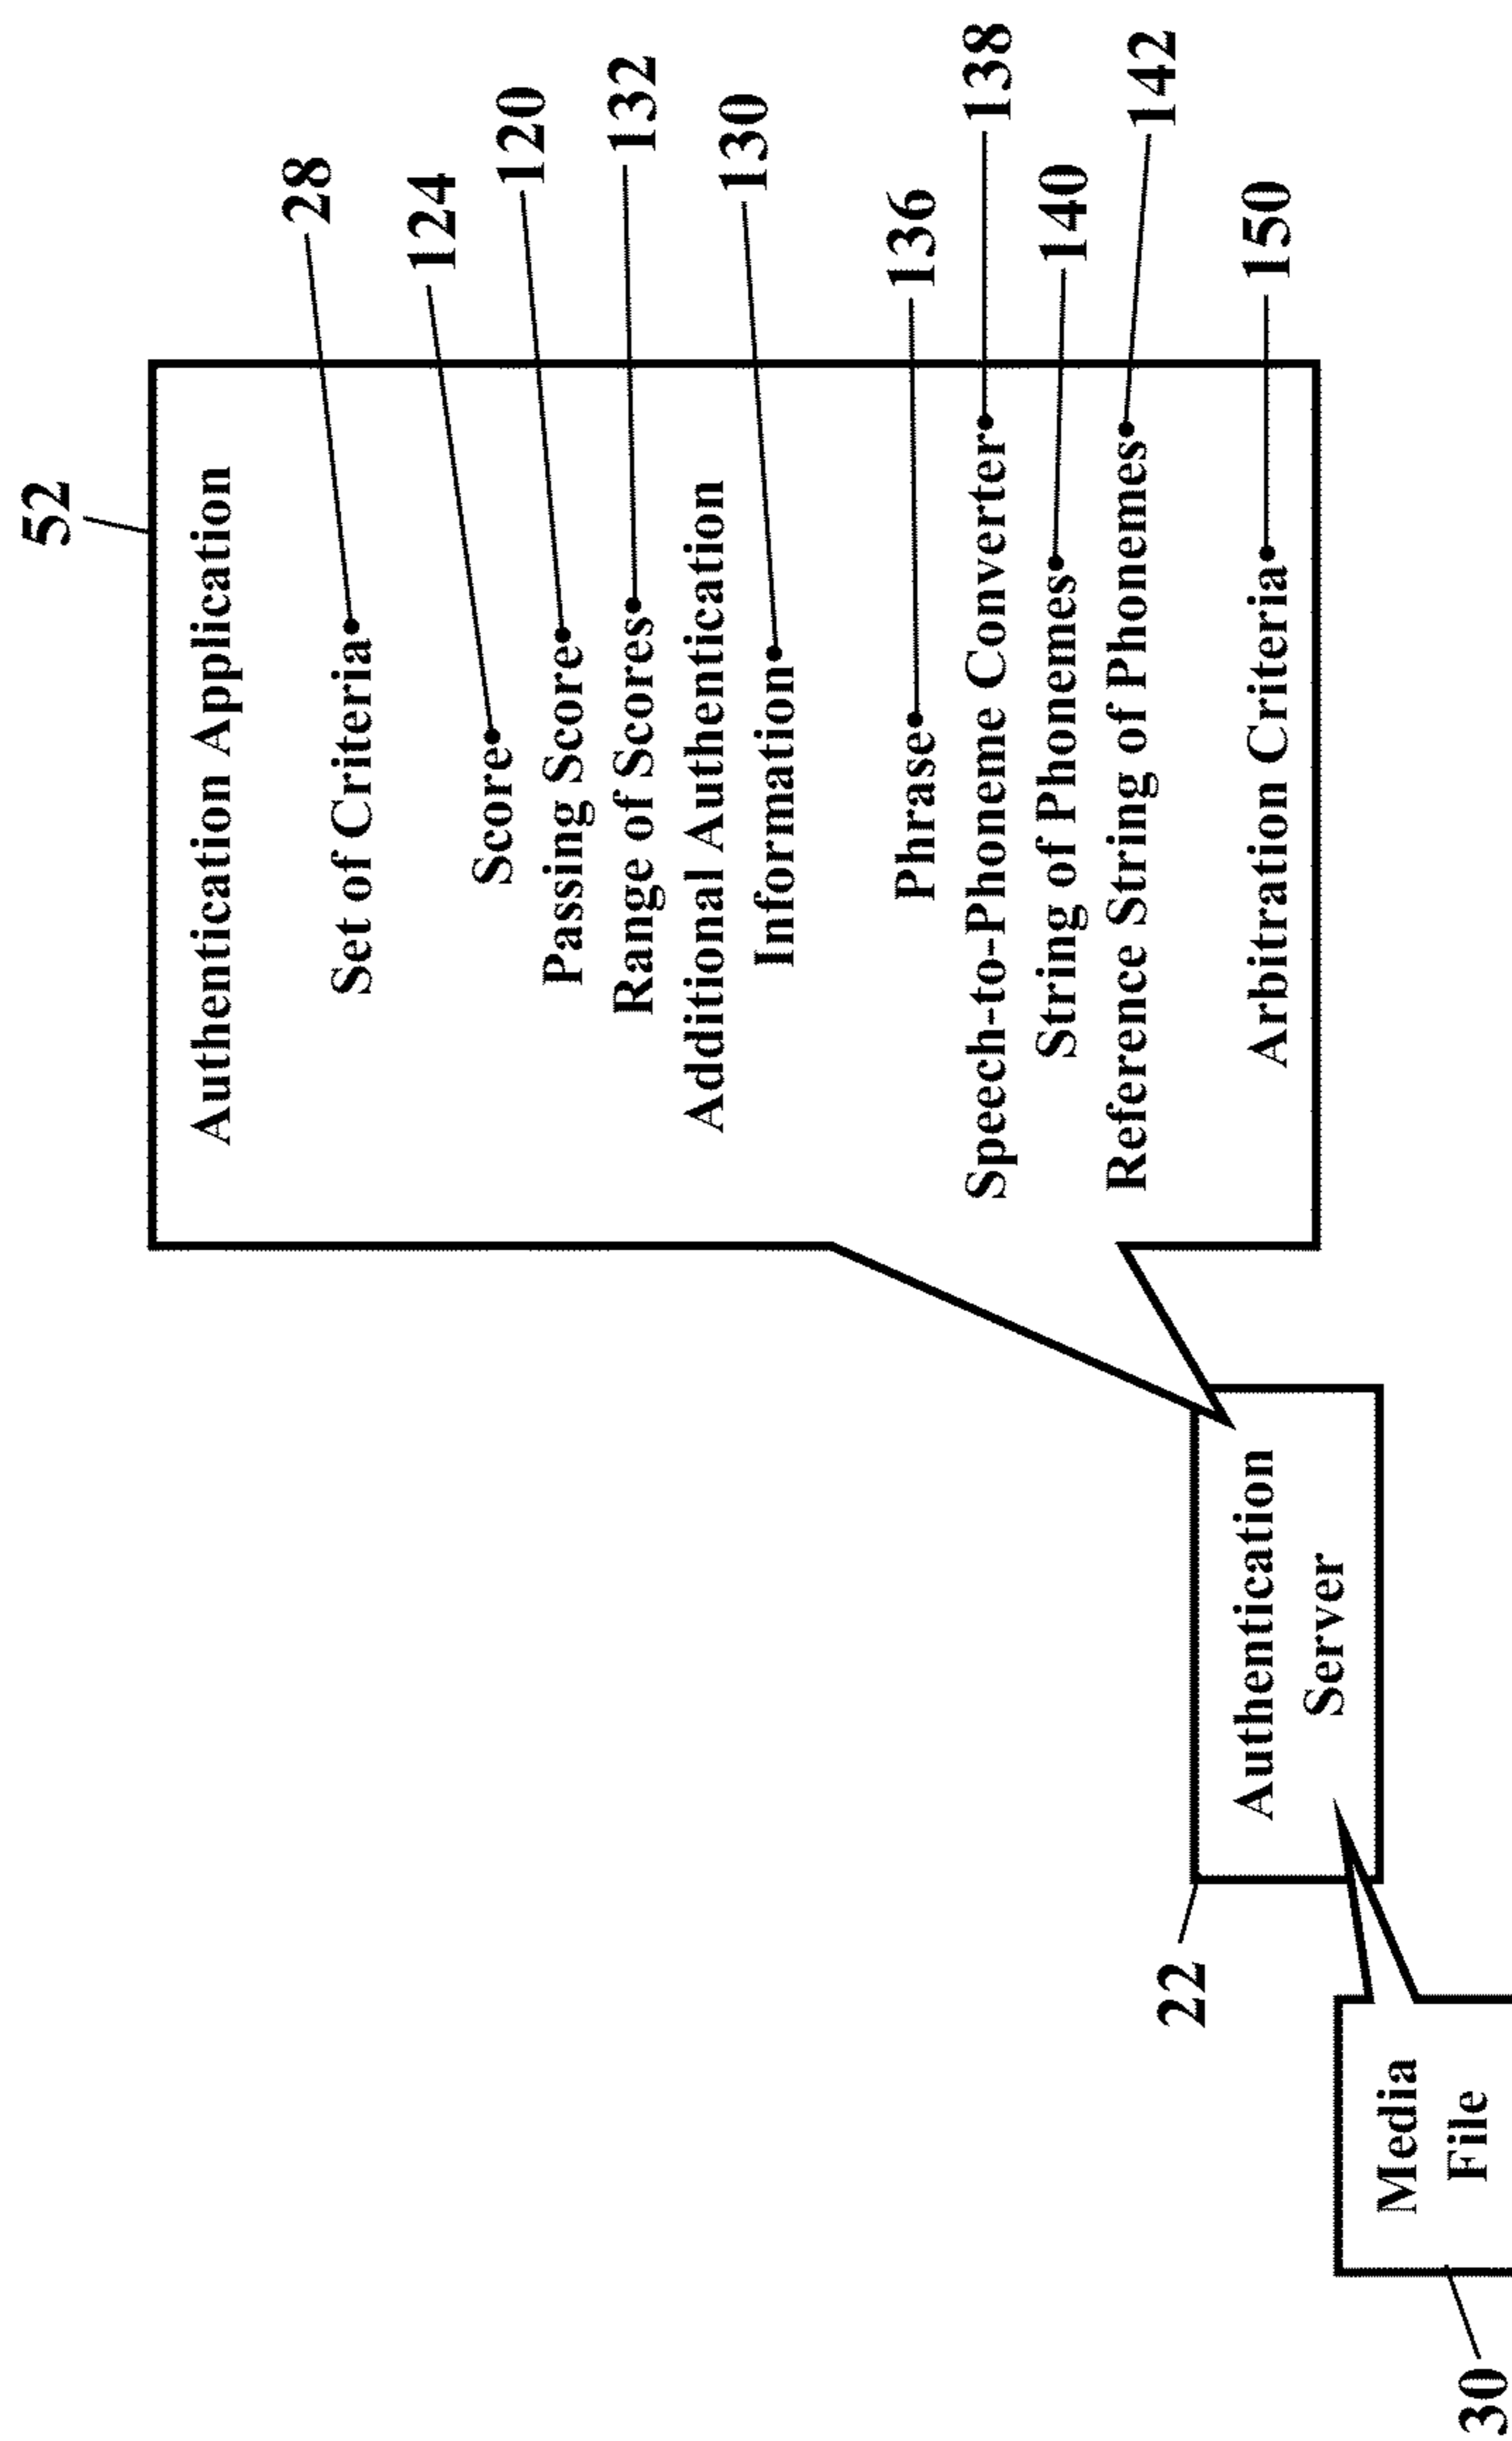 52
Authentication Application
Set of Criteria 28
Score 124
Passing Score 120
Range of Scores 132
Additional Authentication
Information 130
Phrase 136
Speech-to-Phoneme Converter 138
String of Phonemes 140
Reference String of Phonemes 142
Arbitration Criteria 150
22
Authentication
Server
Media
File
30